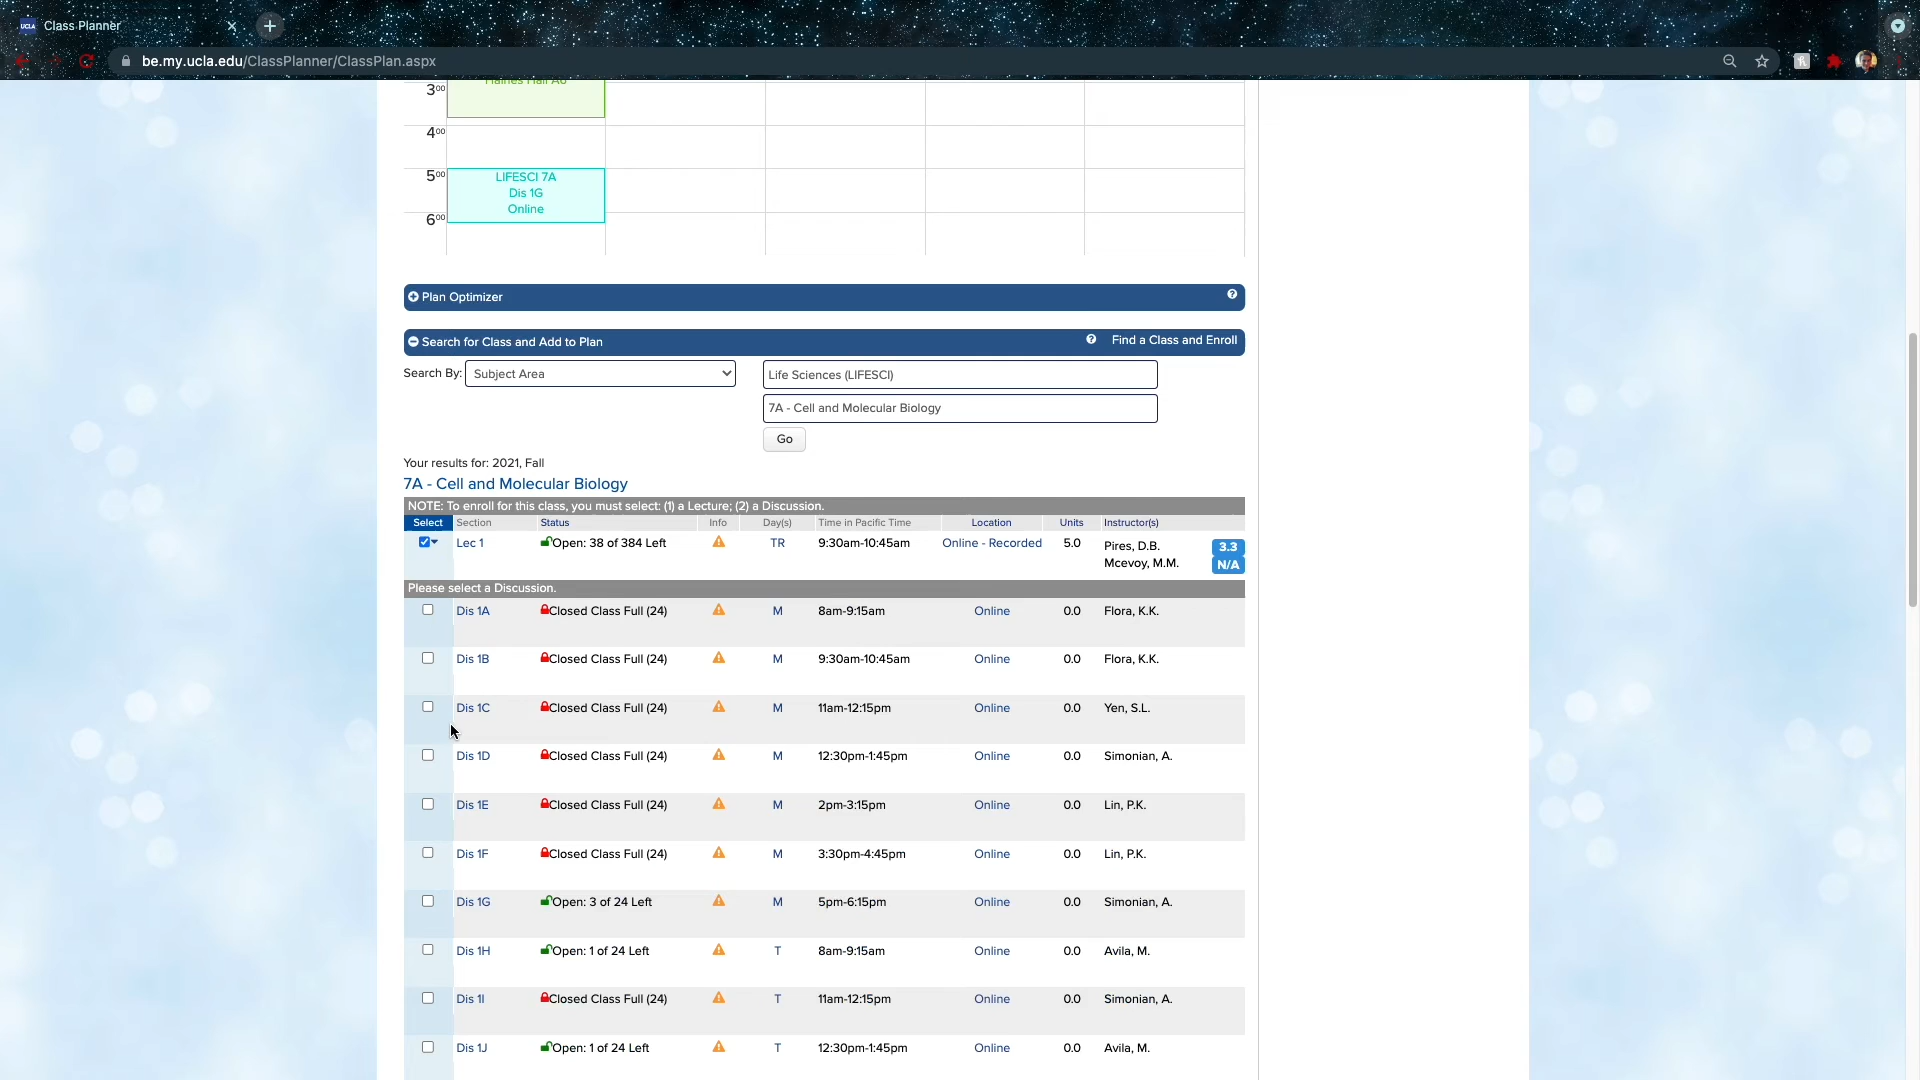 UCLA Class Planner
be.my.ucla.edu/ClassPlanner/ClassPlan.aspx
Haines Hall A6
3 00
4 00
5 00
LIFESCI 7A
Dis 1G
Online
6 00
Plan Optimizer
Search for Class and Add to Plan Find a Class and Enroll
Search By: Subject Area Life Sciences (LIFESCI)
7A - Cell and Molecular Biology
Go
Your results for: 2021, Fall
7A - Cell and Molecular Biology
NOTE: To enroll for this class, you must select: (1) a Lecture; (2) a Discussion.
Select Section Status Info Day(s) Time in Pacific Time Location Units Instructor(s)
Lec 1 Open: 38 of 384 Left TR 9:30am-10:45am Online - Recorded 5.0 Pires, D.B. 3.3
Mcevoy, M.M. N/A
Please select a Discussion.
Dis 1A Closed Class Full (24) M 8am-9:15am Online 0.0 Flora, K.K.
Dis 1B Closed Class Full (24) M 9:30am-10:45am Online 0.0 Flora, K.K.
Dis 1C Closed Class Full (24) M 11am-12:15pm Online 0.0 Yen, S.L.
Dis 1D Closed Class Full (24) M 12:30pm-1:45pm Online 0.0 Simonian, A.
Dis 1E Closed Class Full (24) M 2pm-3:15pm Online 0.0 Lin, P.K.
Dis 1F Closed Class Full (24) M 3:30pm-4:45pm Online 0.0 Lin, P.K.
Dis 1G Open: 3 of 24 Left M 5pm-6:15pm Online 0.0 Simonian, A.
Dis 1H Open: 1 of 24 Left T 8am-9:15am Online 0.0 Avila, M.
Dis 1I Closed Class Full (24) T 11am-12:15pm Online 0.0 Simonian, A.
Dis 1J Open: 1 of 24 Left T 12:30pm-1:45pm Online 0.0 Avila, M.